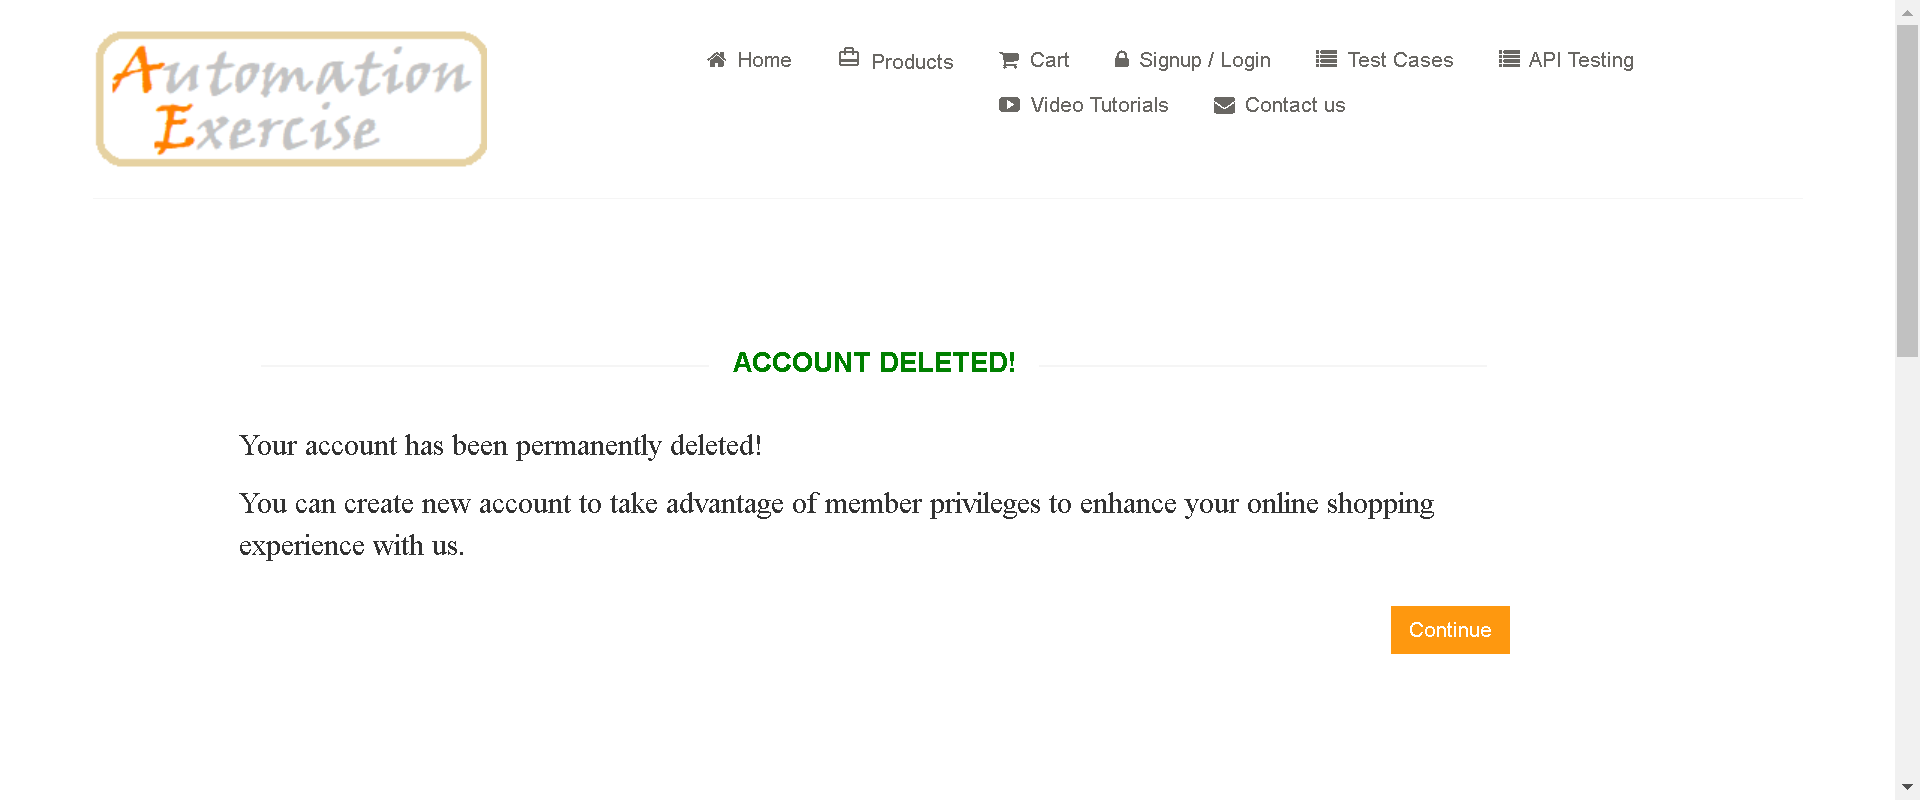 Automation
Exercise
Home
Products
Cart
Signup / Login
Test Cases
API Testing
Video Tutorials
Contact us
ACCOUNT DELETED!
Your account has been permanently deleted!
You can create new account to take advantage of member privileges to enhance your online shopping
experience with us.
Continue